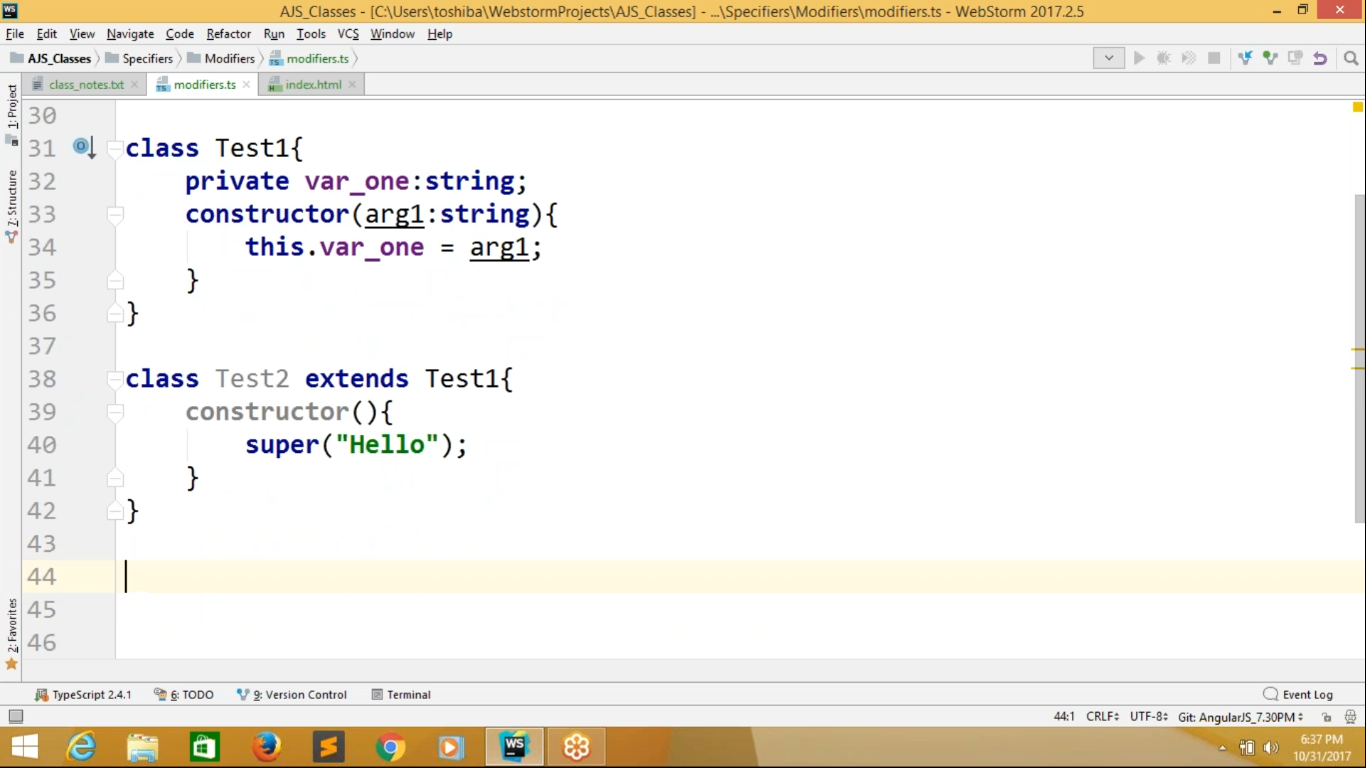 WS
AJS_Classes - [C:\Users\toshiba\WebstormProjects\AJS_Classes] - ...\Specifiers\Modifiers\modifiers.ts - WebStorm 2017.2.5
File Edit View Navigate Code Refactor Run Tools VCS Window Help
AJS_Classes Specifiers Modifiers modifiers.ts
class_notes.txt modifiers.ts index.html
1: Project
7: Structure
2: Favorites
30
31 class Test1{
32 private var_one:string;
33 constructor(arg1:string){
34 this.var_one = arg1;
35 }
36 }
37
38 class Test2 extends Test1{
39 constructor(){
40 super("Hello");
41 }
42 }
43
44
45
46
TypeScript 2.4.1 6: TODO 9: Version Control Terminal Event Log
44:1 CRLF÷ UTF-8÷ Git: AngularJS_7.30PM÷
WS
6:37 PM
10/31/2017